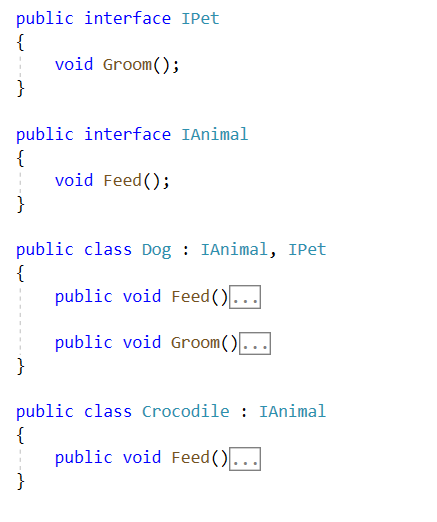 public interface IPet
{
    void Groom();
}
public interface IAnimal
{
    void Feed();
}
public class Dog : IAnimal, IPet
{
    public void Feed()...
    public void Groom()...
}
public class Crocodile : IAnimal
{
    public void Feed()...
}